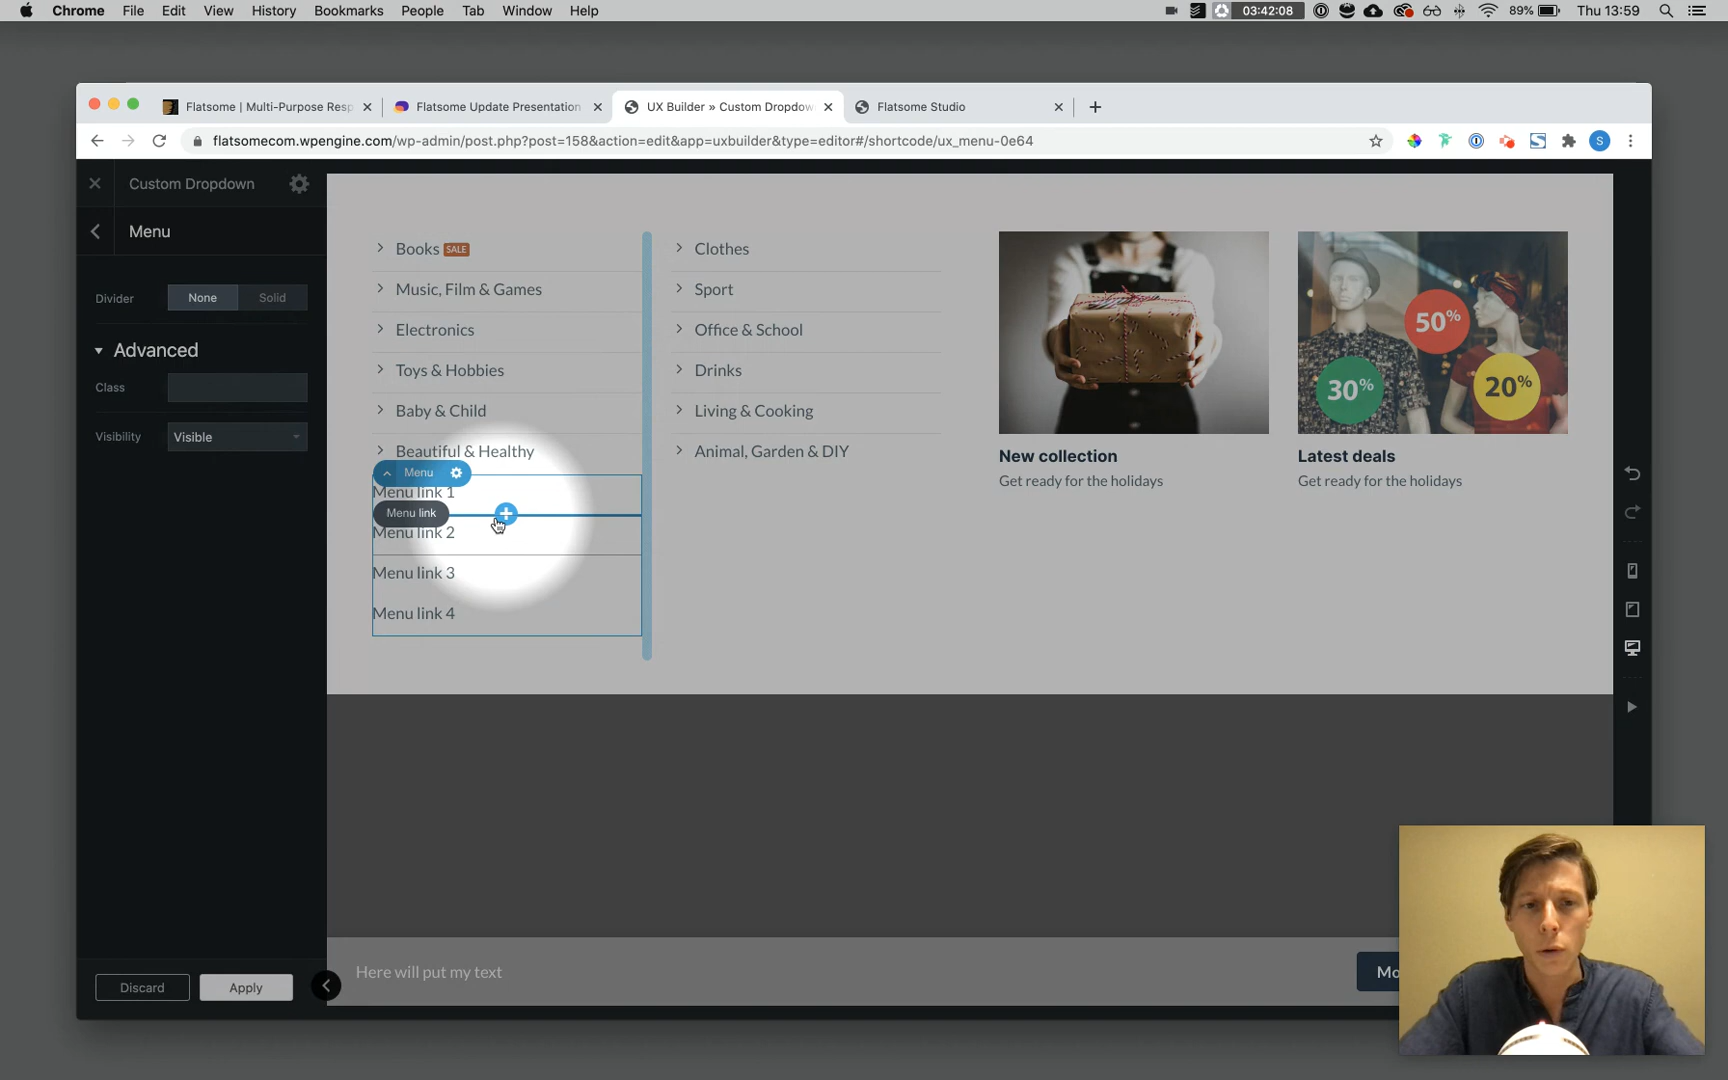 Chrome File Edit View History Bookmarks People Tab Window Help 03:42:08 89% Thu 13:59
Flatsome | Multi-Purpose Resp
Flatsome Update Presentation
UX Builder » Custom Dropdow
Flatsome Studio
flatsomecom.wpengine.com/wp-admin/post.php?post=158&action=edit&app=uxbuilder&type=editor#/shortcode/ux_menu-0e64
S
Custom Dropdown
Menu
Divider None Solid
Advanced
Class
Visibility Visible
Discard Apply
Books SALE
Music, Film & Games
Electronics
Toys & Hobbies
Baby & Child
Beautiful & Healthy
Menu
Menu link 1
Menu link
Menu link 2
Menu link 3
Menu link 4
Clothes
Sport
Office & School
Drinks
Living & Cooking
Animal, Garden & DIY
New collection
Get ready for the holidays
50%
30%
20%
Latest deals
Get ready for the holidays
Here will put my text
Mo